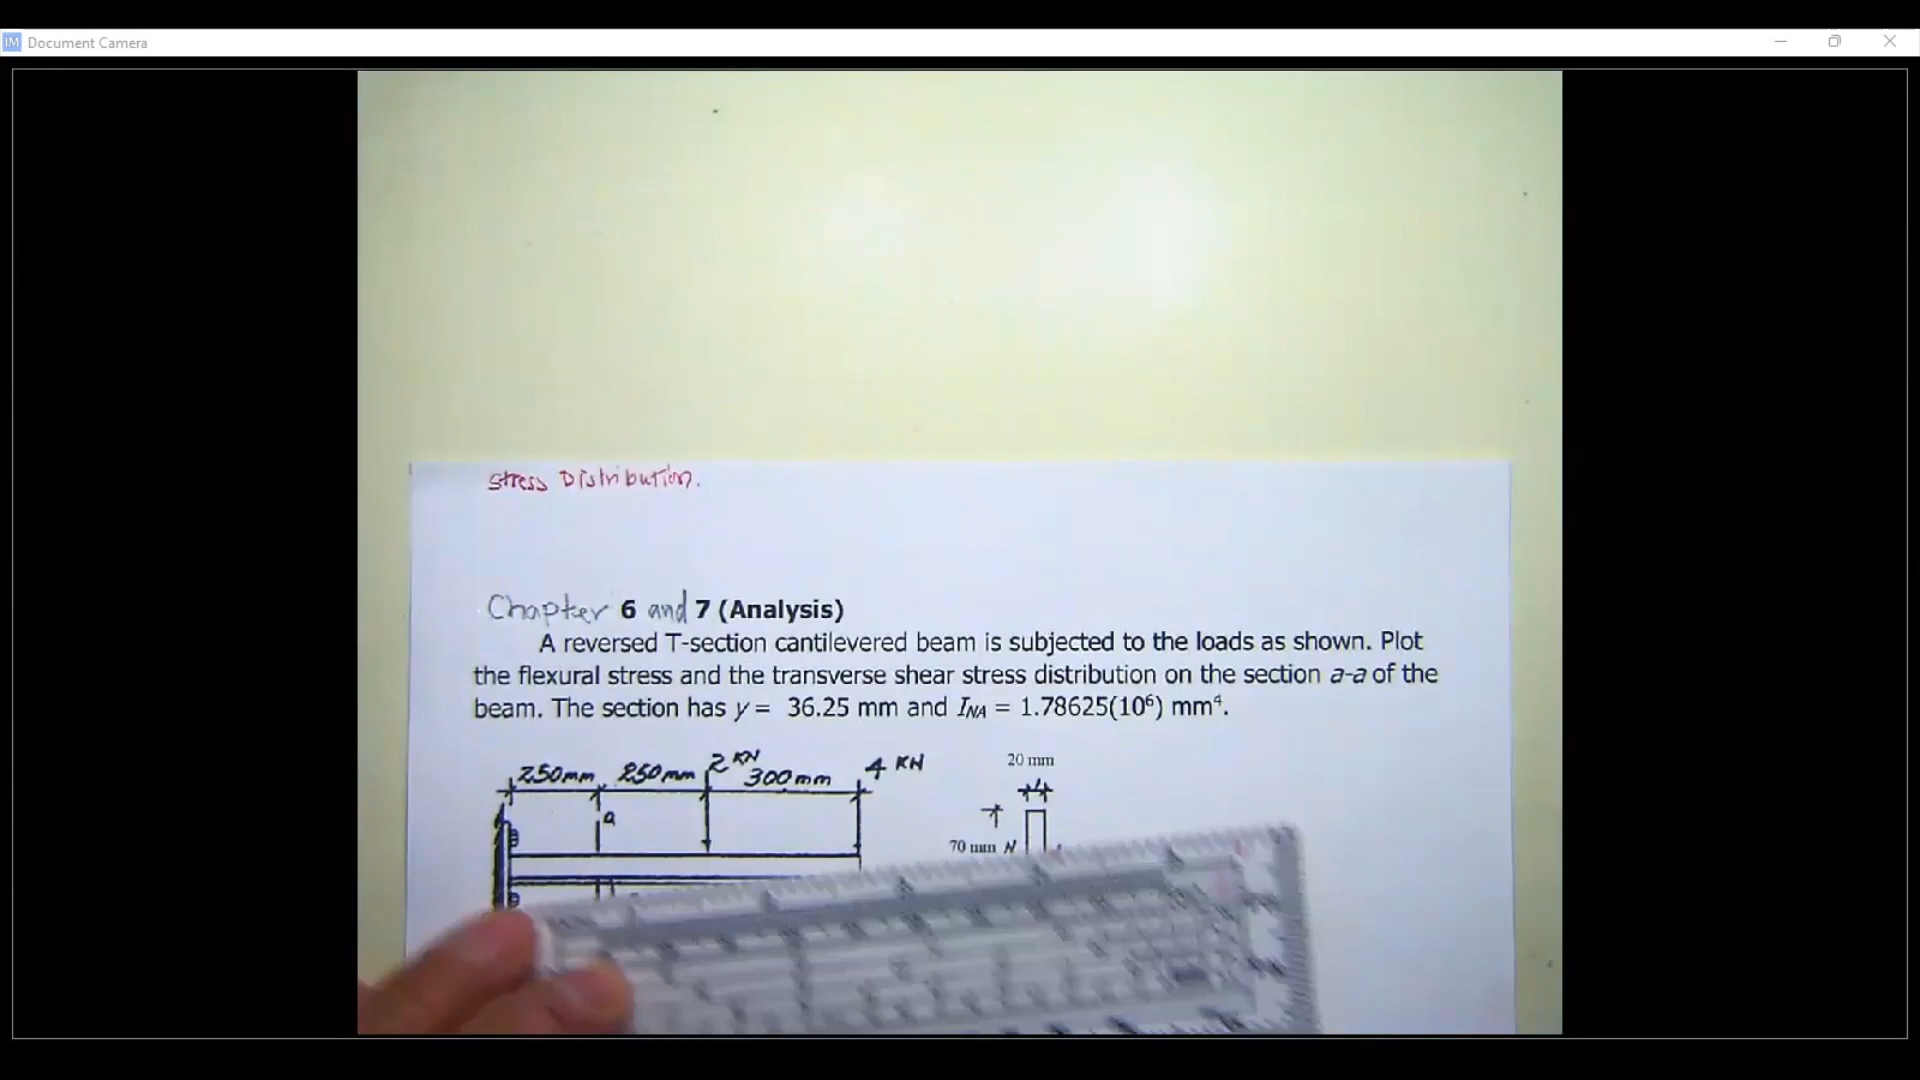 Document Camera
Stress Distribution.
Chapter 6 and 7 (Analysis)
A reversed T-section cantilevered beam is subjected to the loads as shown. Plot
the flexural stress and the transverse shear stress distribution on the section a-a of the
beam. The section has y = 36.25 mm and I_NA = 1.78625(10⁶) mm⁴.
250mm 250mm 2 KN 300mm 4 KN
20 mm
a
70 mm N